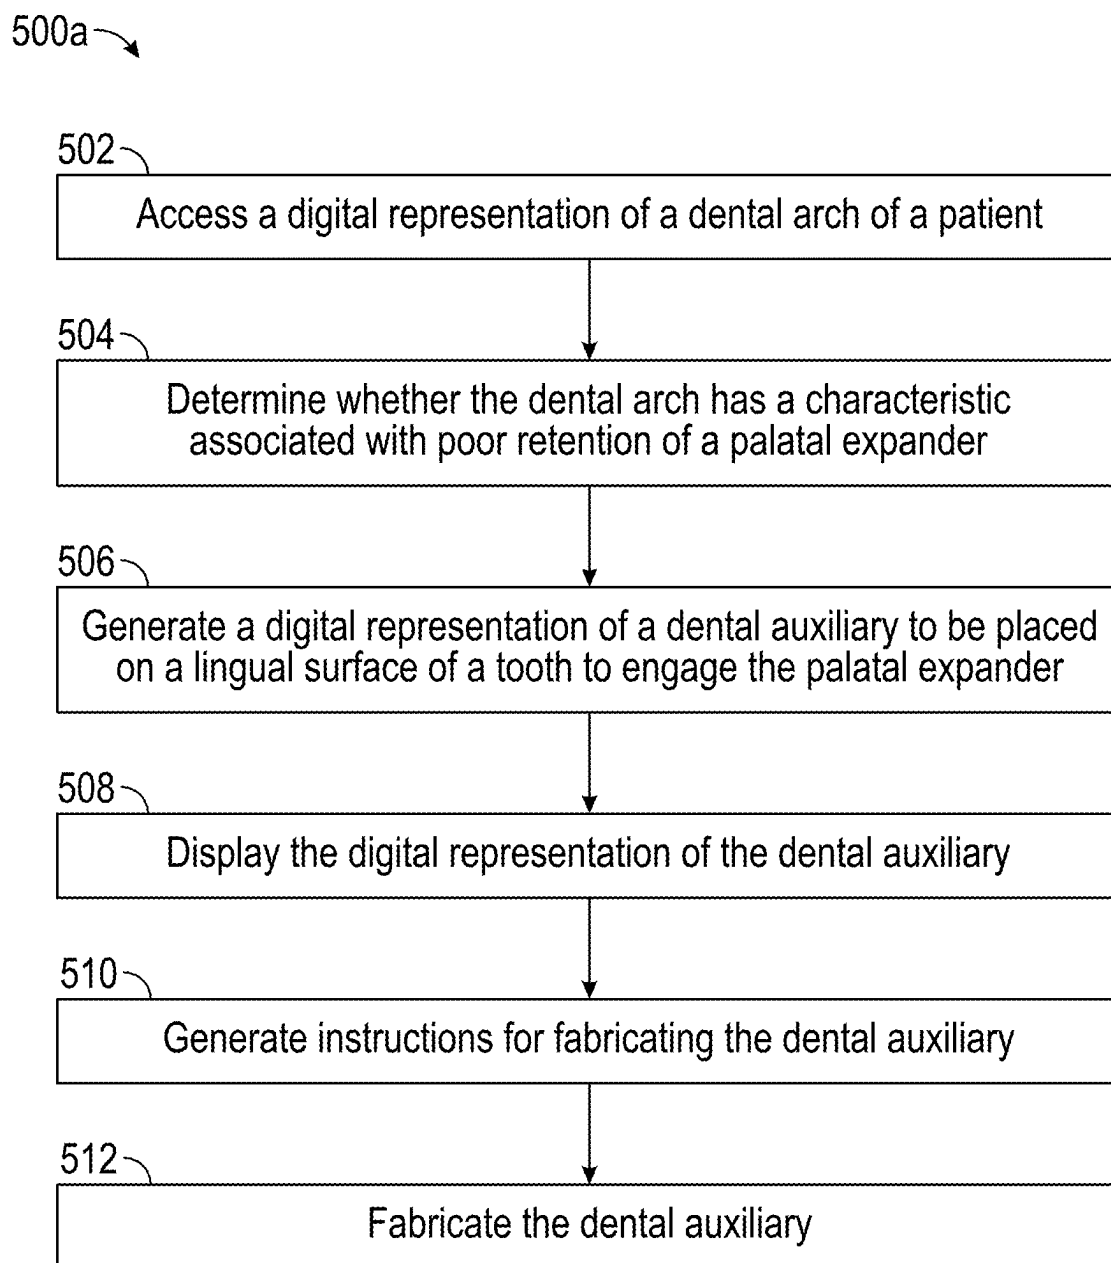 500a
502
Access a digital representation of a dental arch of a patient
504
Determine whether the dental arch has a characteristic
associated with poor retention of a palatal expander
506
Generate a digital representation of a dental auxiliary to be placed
on a lingual surface of a tooth to engage the palatal expander
508
Display the digital representation of the dental auxiliary
510
Generate instructions for fabricating the dental auxiliary
512
Fabricate the dental auxiliary